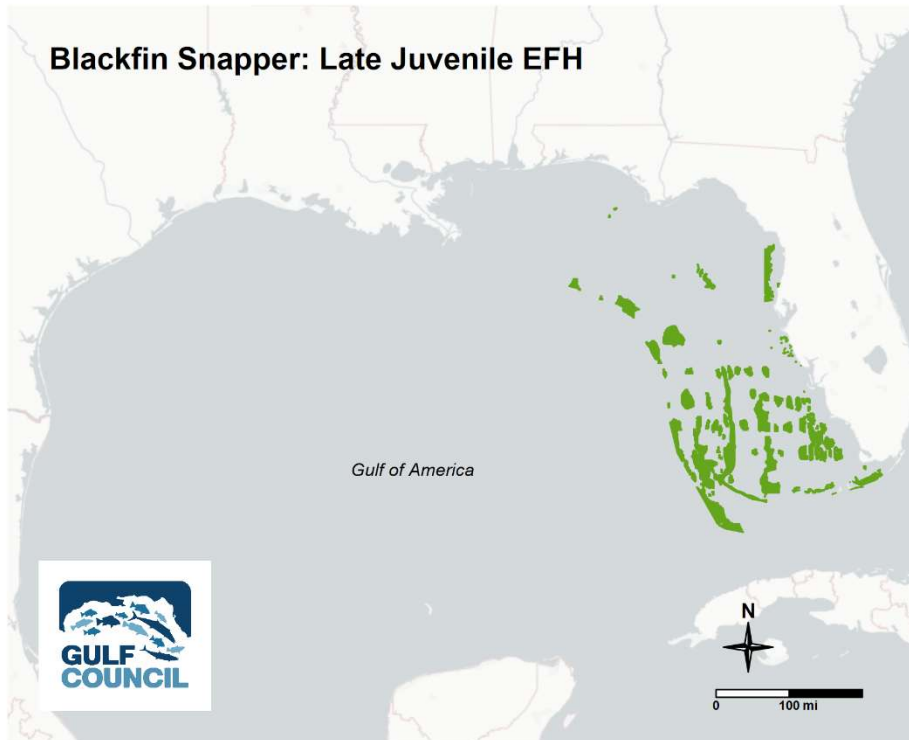 Blackfin Snapper: Late Juvenile EFH
Gulf of America
GULF
COUNCIL
N
0 100 mi